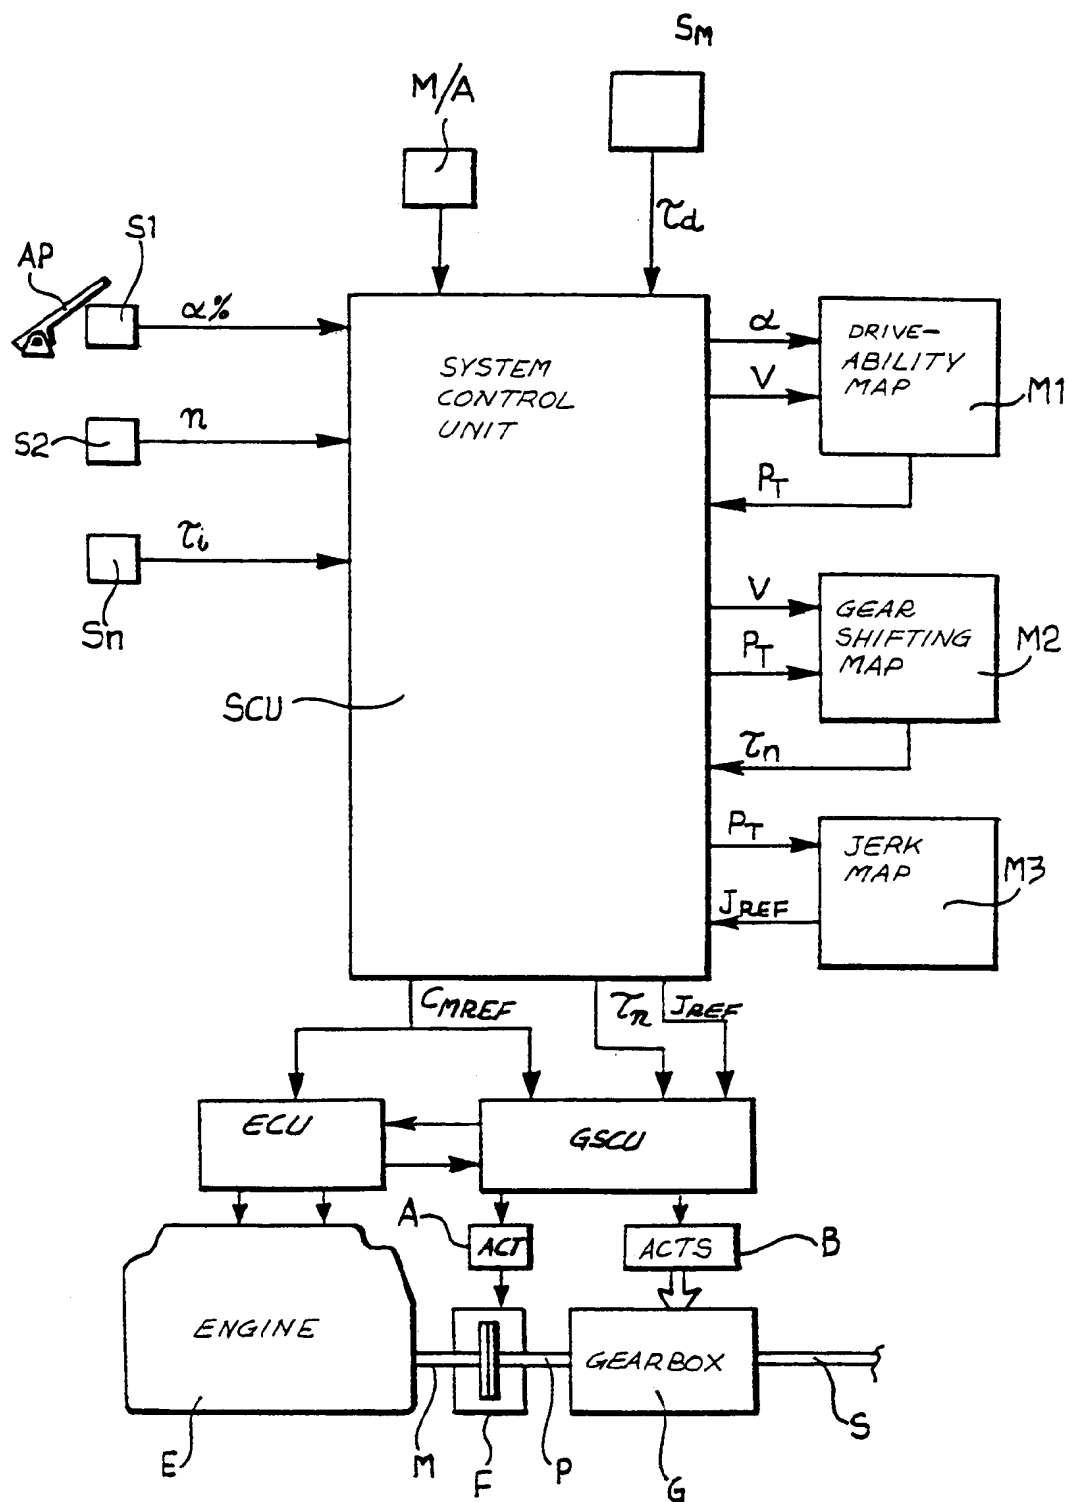 SM
M/A
τd
S1
AP
α%
α
DRIVE-
ABILITY
MAP
M1
SYSTEM
CONTROL
UNIT
V
n
S2
PT
τi
Sn
V
GEAR
SHIFTING
MAP
M2
PT
SCU
τn
PT
JERK
MAP
M3
JREF
CMREF
τn
JREF
ECU
GSCU
A
ACT
ACTS
B
ENGINE
GEARBOX
E
M
F
P
G
S